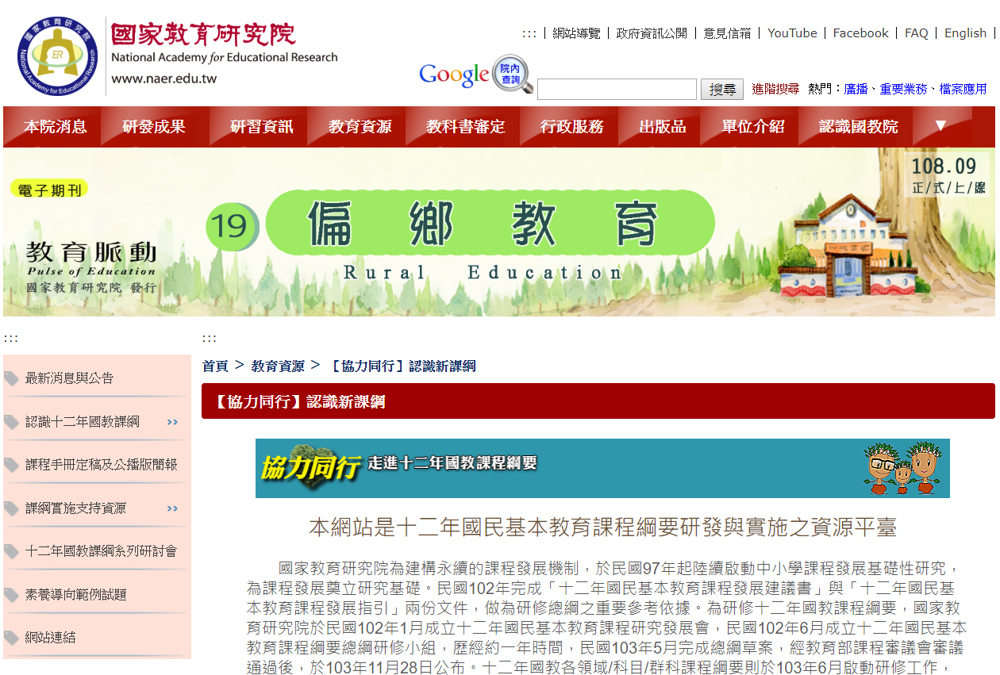 國家教育研究院
National Academy for Educational Research
www.naer.edu.tw
國家教育研究院
National Academy for Educational Research
ER
::: | 網站導覽 | 政府資訊公開 | 意見信箱 | YouTube | Facebook | FAQ | English |
Google 院內查詢 搜尋 進階搜尋 熱門：廣播、重要業務、檔案應用
本院消息 研發成果 研習資訊 教育資源 教科書審定 行政服務 出版品 單位介紹 認識國教院 ▼
電子期刊
教育脈動
Pulse of Education
國家教育研究院 發行
19 偏鄉教育
Rural Education
108.09
正/式/上/線
:::
最新消息與公告
認識十二年國教課綱 >>
課程手冊定稿及公播版簡報
課綱實施支持資源 >>
十二年國教課綱系列研討會
素養導向範例試題
網站連結
:::
首頁 > 教育資源 > 【協力同行】認識新課綱
【協力同行】認識新課綱
協力同行 走進十二年國教課程綱要
本網站是十二年國民基本教育課程綱要研發與實施之資源平臺
國家教育研究院為建構永續的課程發展機制，於民國97年起陸續啟動中小學課程發展基礎性研究，
為課程發展奠立研究基礎。民國102年完成「十二年國民基本教育課程發展建議書」與「十二年國民基
本教育課程發展指引」兩份文件，做為研修總綱之重要參考依據。為研修十二年國教課程綱要，國家教
育研究院於民國102年1月成立十二年國民基本教育課程研究發展會，民國102年6月成立十二年國民基本
教育課程綱要總綱研修小組，歷經約一年時間，民國103年5月完成總綱草案，經教育部課程審議會審議
通過後，於103年11月28日公布。十二年國教各領域/科目/群科課程綱要則於103年6月啟動研修工作，